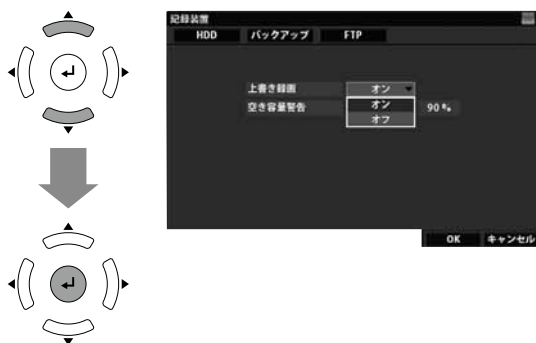 記録装置
HDD バックアップ FTP
上書き録画 オン
空き容量警告 オン 90 %
オフ
OK キャンセル